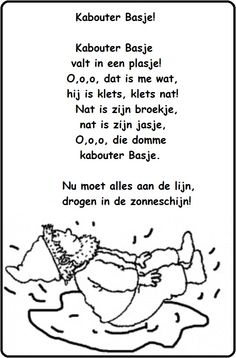 Kabouter Basje!
Kabouter Basje
valt in een plasje!
O,o,o, dat is me wat,
hij is klets, klets nat!
Nat is zijn broekje,
nat is zijn jasje,
O,o,o, die domme
kabouter Basje.
Nu moet alles aan de lijn,
drogen in de zonneschijn!